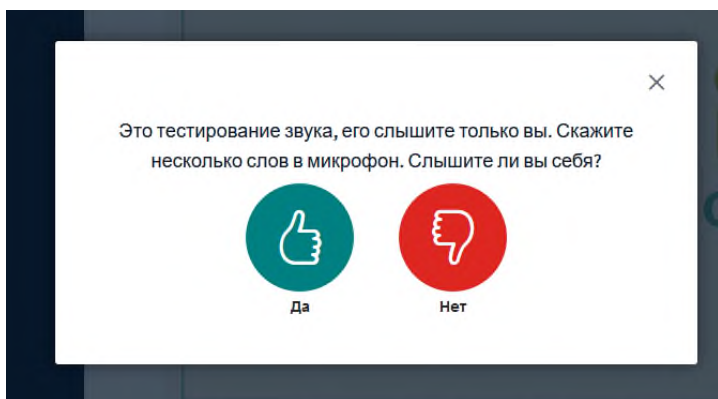 Это тестирование звука, его слышите только вы. Скажите
несколько слов в микрофон. Слышите ли вы себя?
Да
Нет